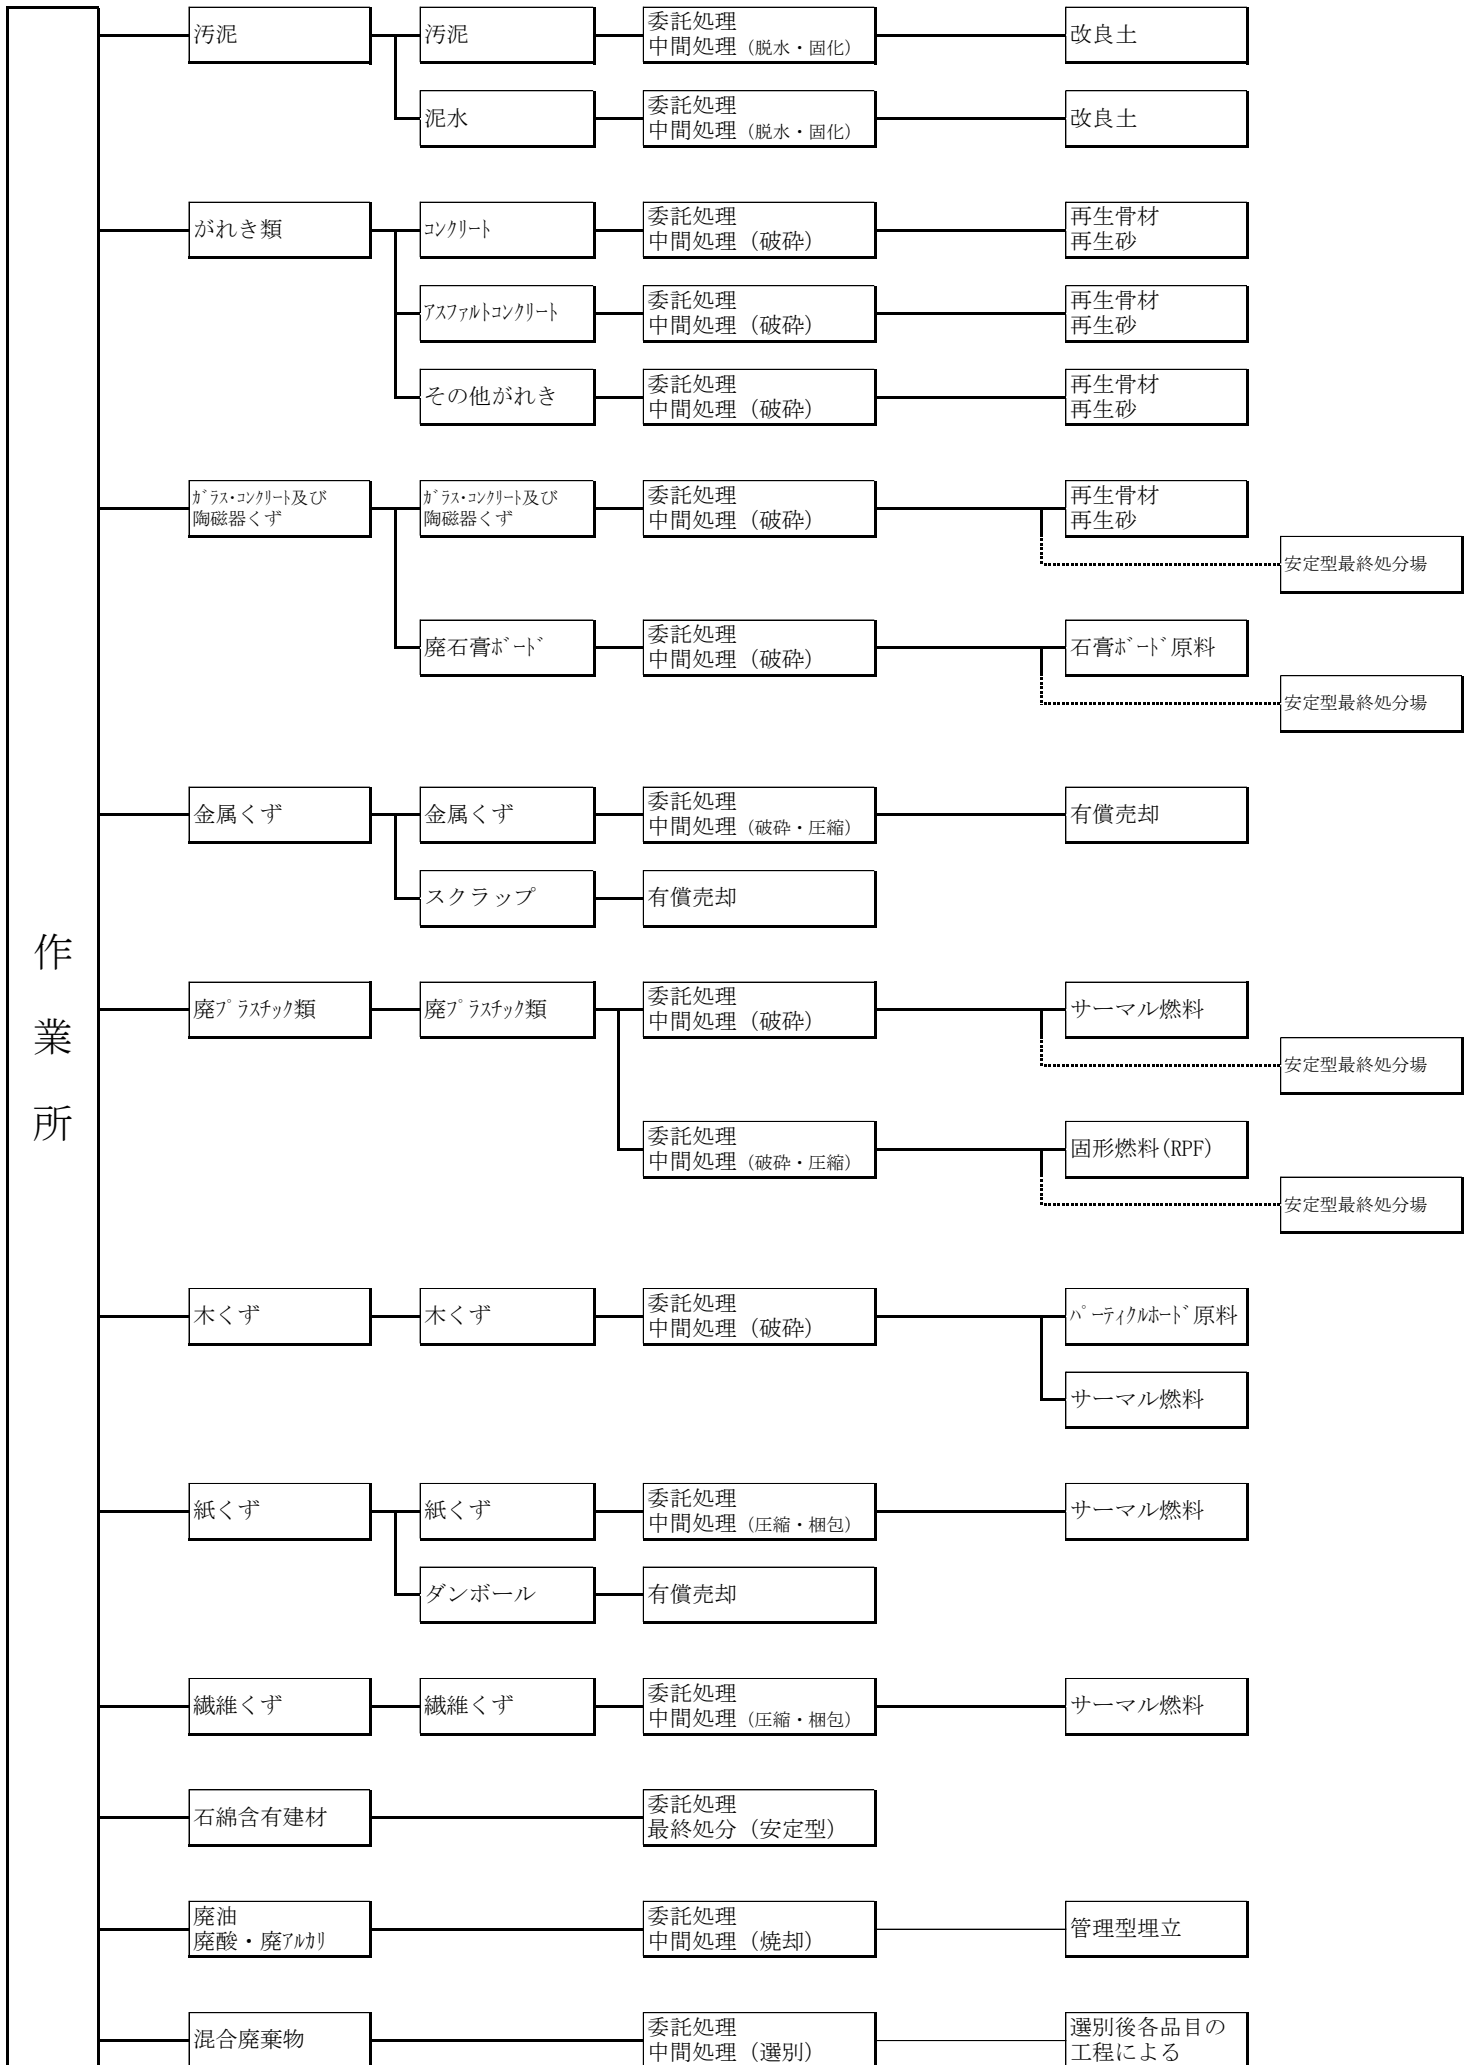 作
業
所
汚泥
汚泥
委託処理
中間処理（脱水・固化）
改良土
泥水
委託処理
中間処理（脱水・固化）
改良土
がれき類
ｺﾝｸﾘｰﾄ
委託処理
中間処理（破砕）
再生骨材
再生砂
ｱｽﾌｧﾙﾄｺﾝｸﾘｰﾄ
委託処理
中間処理（破砕）
再生骨材
再生砂
その他がれき
委託処理
中間処理（破砕）
再生骨材
再生砂
ｶﾞﾗｽ・ｺﾝｸﾘｰﾄ及び
陶磁器くず
ｶﾞﾗｽ・ｺﾝｸﾘｰﾄ及び
陶磁器くず
委託処理
中間処理（破砕）
再生骨材
再生砂
安定型最終処分場
廃石膏ﾎﾞｰﾄﾞ
委託処理
中間処理（破砕）
石膏ﾎﾞｰﾄﾞ原料
安定型最終処分場
金属くず
金属くず
委託処理
中間処理（破砕・圧縮）
有償売却
スクラップ
有償売却
廃ﾌﾟﾗｽﾁｯｸ類
廃ﾌﾟﾗｽﾁｯｸ類
委託処理
中間処理（破砕）
サーマル燃料
安定型最終処分場
委託処理
中間処理（破砕・圧縮）
固形燃料(RPF)
安定型最終処分場
木くず
木くず
委託処理
中間処理（破砕）
ﾊﾟｰﾃｨｸﾙﾎｰﾄﾞ原料
サーマル燃料
紙くず
紙くず
委託処理
中間処理（圧縮・梱包）
サーマル燃料
ダンボール
有償売却
繊維くず
繊維くず
委託処理
中間処理（圧縮・梱包）
サーマル燃料
石綿含有建材
委託処理
最終処分（安定型）
廃油
廃酸・廃ｱﾙｶﾘ
委託処理
中間処理（焼却）
管理型埋立
混合廃棄物
委託処理
中間処理（選別）
選別後各品目の
工程による